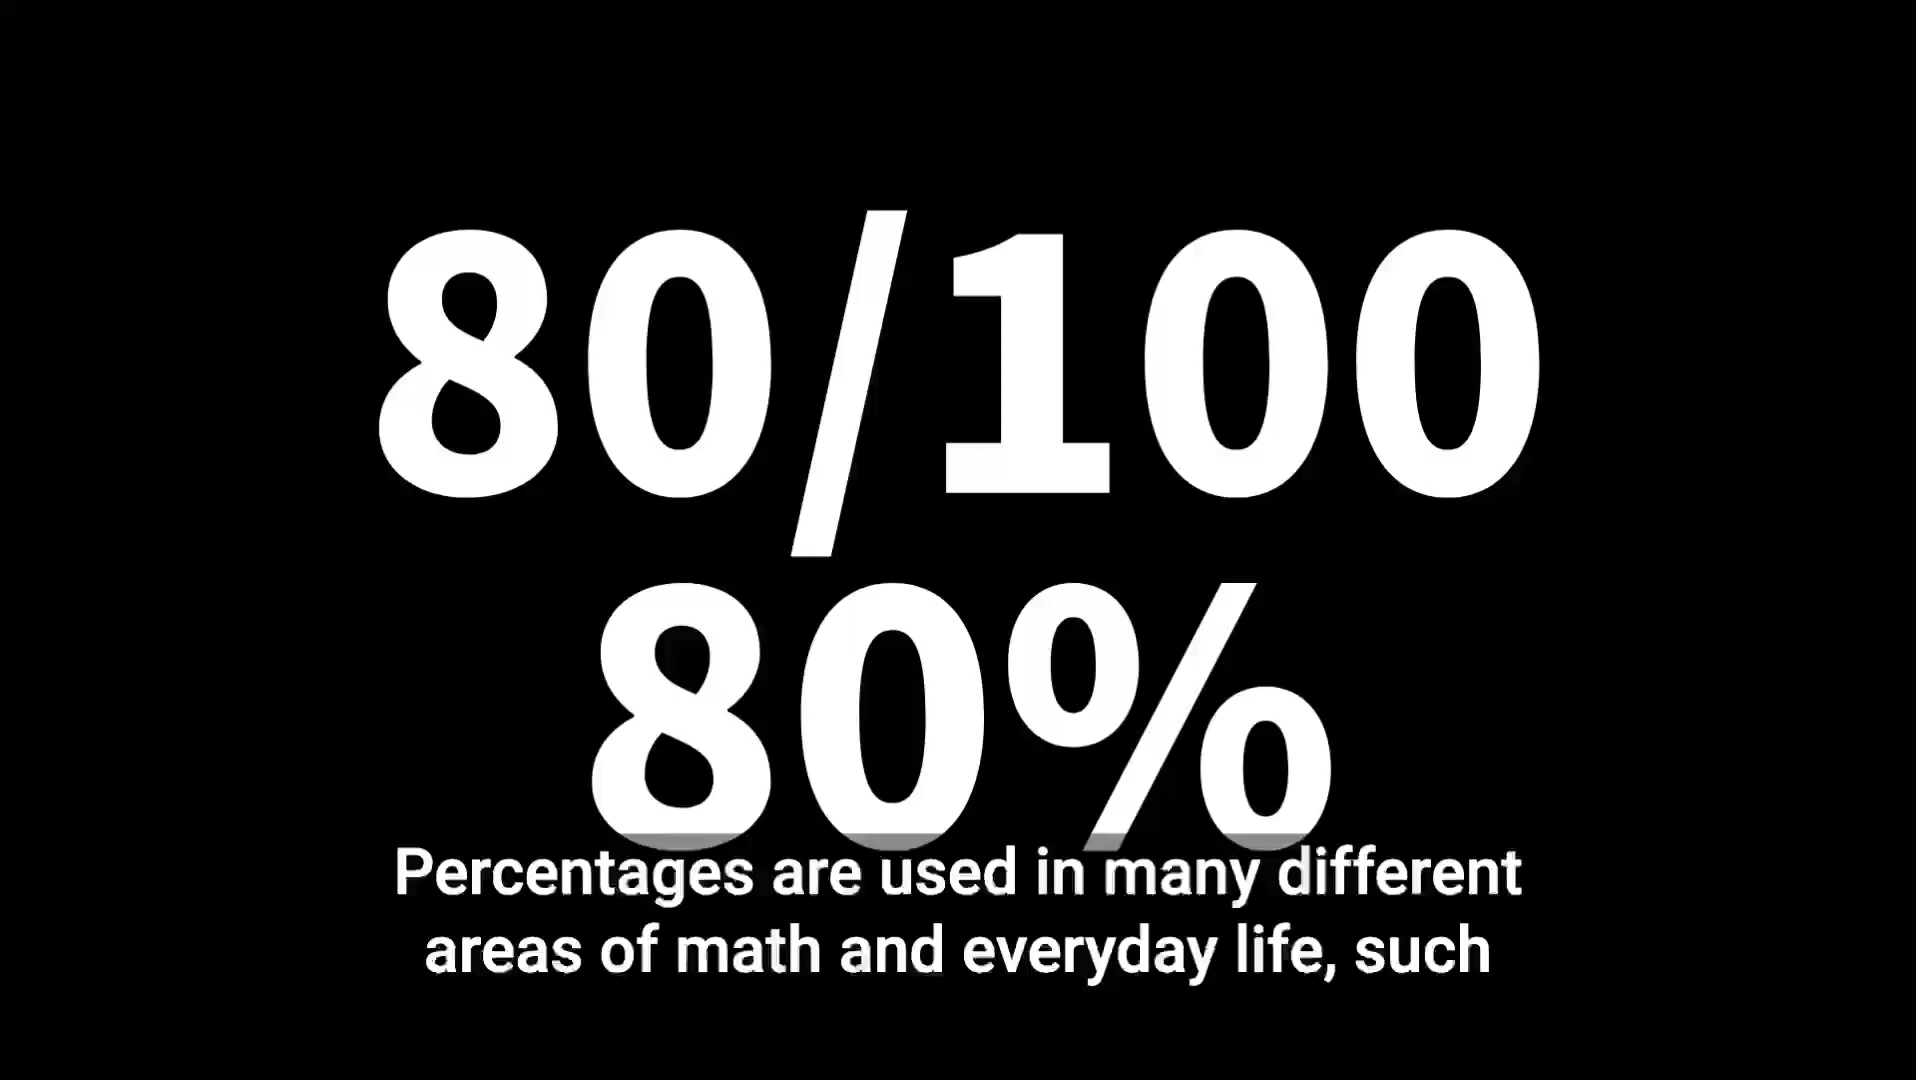 80/100
80%
Percentages are used in many different
areas of math and everyday life, such